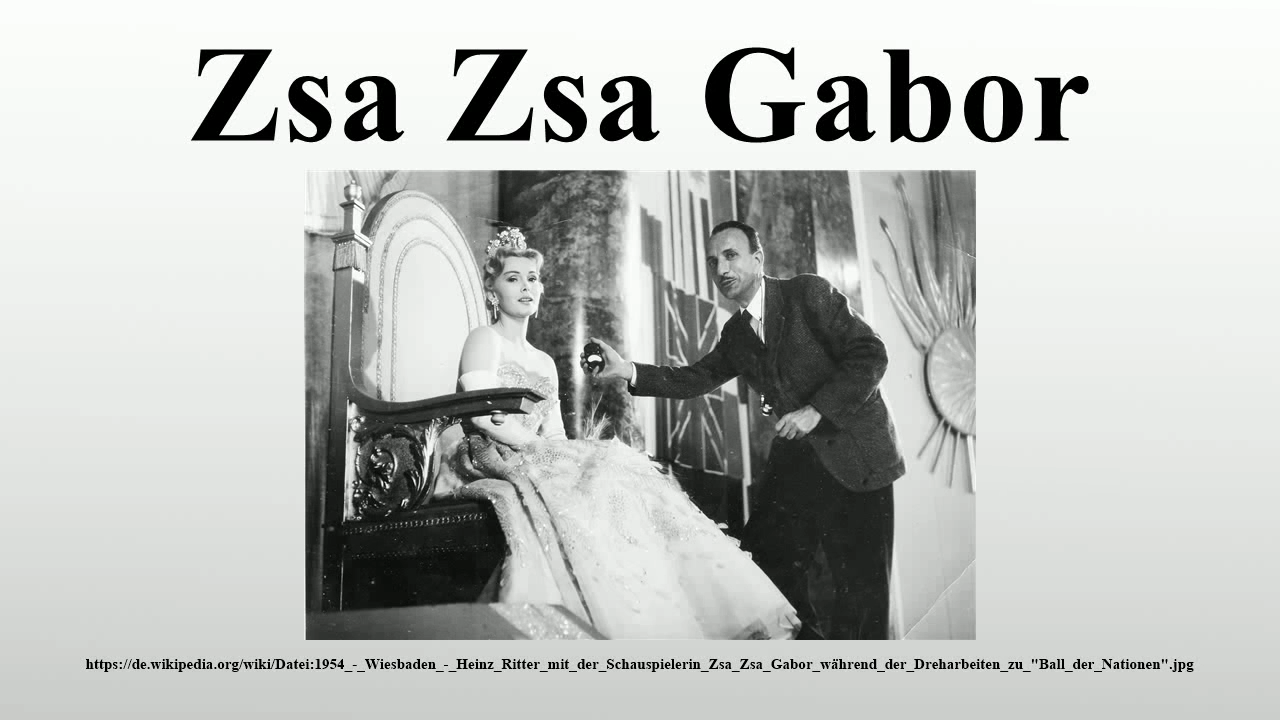 Zsa Zsa Gabor
https://de.wikipedia.org/wiki/Datei:1954_-_Wiesbaden_-_Heinz_Ritter_mit_der_Schauspielerin_Zsa_Zsa_Gabor_während_der_Dreharbeiten_zu_"Ball_der_Nationen".jpg